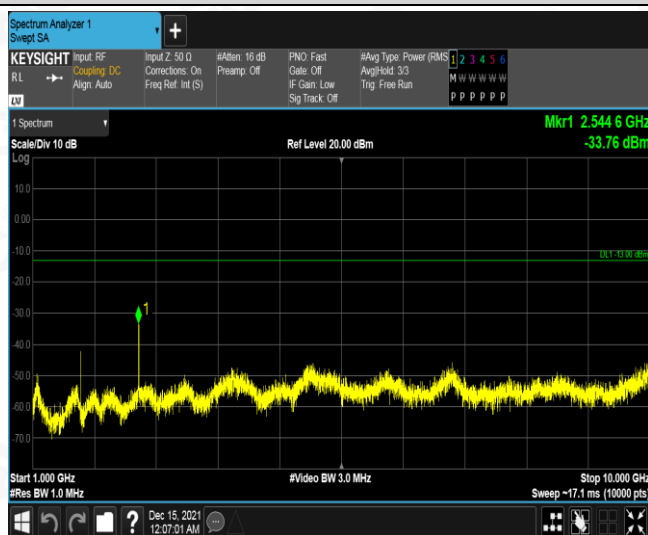 Spectrum Analyzer 1
Swept SA
+
KEYSIGHT
RL
LXI
Input: RF
Coupling: DC
Align: Auto
Input Z: 50 Ω
Corrections: On
Freq Ref: Int (S)
#Atten: 16 dB
Preamp: Off
PNO: Fast
Gate: Off
IF Gain: Low
Sig Track: Off
#Avg Type: Power (RMS
Avg|Hold: 3/3
Trig: Free Run
1 2 3 4 5 6
M W W W W W
P P P P P P
1 Spectrum
Mkr1 2.544 6 GHz
-33.76 dBm
Scale/Div 10 dB
Ref Level 20.00 dBm
Log
10.0
0.00
-10.0
DL1 -13.00 dBm
-20.0
-30.0
1
-40.0
-50.0
-60.0
-70.0
Start 1.000 GHz
#Video BW 3.0 MHz
Stop 10.000 GHz
#Res BW 1.0 MHz
Sweep ~17.1 ms (10000 pts)
?
Dec 15, 2021
12:07:01 AM